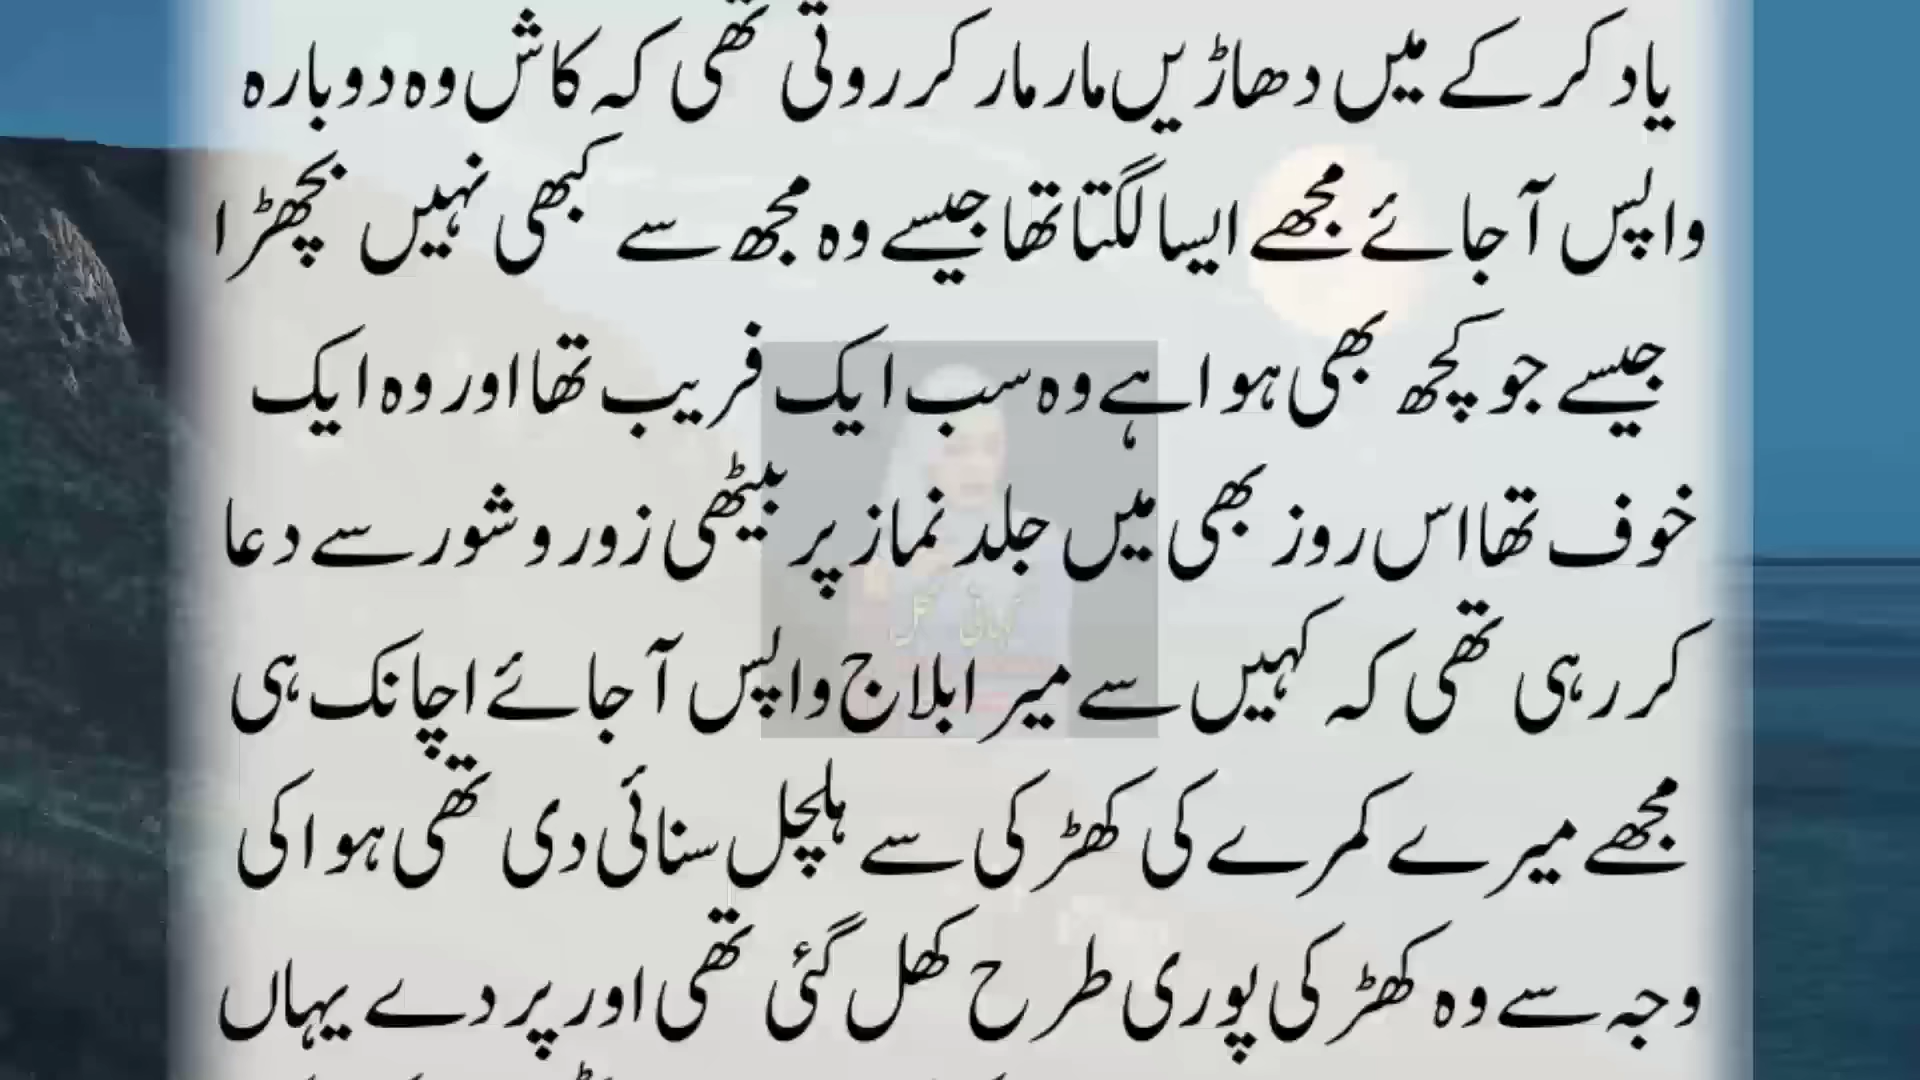 یاد کر کے میں دھاڑیں مار مار کر روتی تھی کہ کاش وہ دوبارہ
واپس آ جائے مجھے ایسا لگتا تھا جیسے وہ مجھ سے کبھی نہیں بچھڑا
جیسے جو کچھ بھی ہوا ہے وہ سب ایک فریب تھا اور وہ ایک
خوف تھا اس روز بھی میں جلد نماز پر بیٹھی زور و شور سے دعا
کر رہی تھی کہ کہیں سے میرا بلاج واپس آ جائے اچانک ہی
مجھے میرے کمرے کی کھڑکی سے ہلچل سنائی دی تھی ہوا کی
وجہ سے وہ کھڑکی پوری طرح کھل گئی تھی اور پردے یہاں